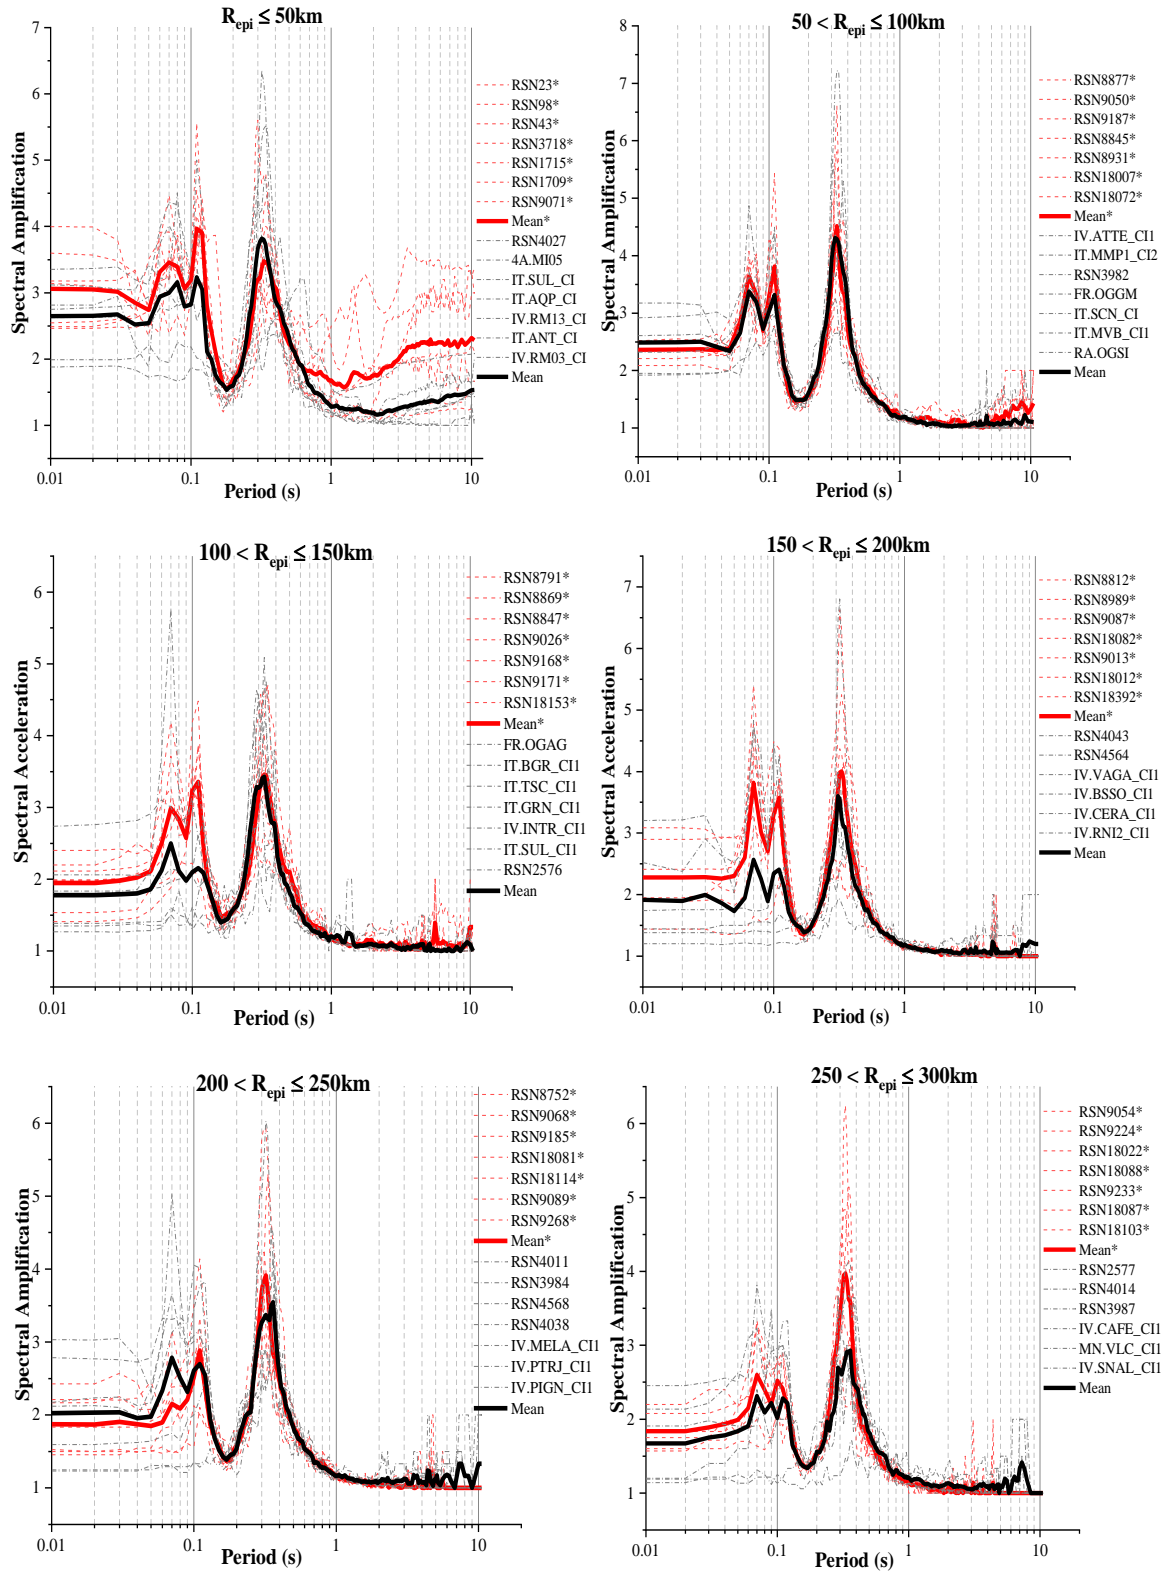 R_epi ≤ 50km
7
6
5
4
3
2
1
Spectral Amplification
0.01
0.1
1
10
Period (s)
RSN23*
RSN98*
RSN43*
RSN3718*
RSN1715*
RSN1709*
RSN9071*
Mean*
RSN4027
4A.MI05
IT.SUL_CI
IT.AQP_CI
IV.RM13_CI
IT.ANT_CI
IV.RM03_CI
Mean
50 < R_epi ≤ 100km
8
7
6
5
4
3
2
1
Spectral Amplification
0.01
0.1
1
10
Period (s)
RSN8877*
RSN9050*
RSN9187*
RSN8845*
RSN8931*
RSN18007*
RSN18072*
Mean*
IV.ATTE_CI1
IT.MMP1_CI2
RSN3982
FR.OGGM
IT.SCN_CI
IT.MVB_CI1
RA.OGSI
Mean
100 < R_epi ≤ 150km
6
5
4
3
2
1
Spectral Acceleration
0.01
0.1
1
10
Period (s)
RSN8791*
RSN8869*
RSN8847*
RSN9026*
RSN9168*
RSN9171*
RSN18153*
Mean*
FR.OGAG
IT.BGR_CI1
IT.TSC_CI1
IT.GRN_CI1
IV.INTR_CI1
IT.SUL_CI1
RSN2576
Mean
150 < R_epi ≤ 200km
7
6
5
4
3
2
1
Spectral Acceleration
0.01
0.1
1
10
Period (s)
RSN8812*
RSN8989*
RSN9087*
RSN18082*
RSN9013*
RSN18012*
RSN18392*
Mean*
RSN4043
RSN4564
IV.VAGA_CI1
IV.BSSO_CI1
IV.CERA_CI1
IV.RNI2_CI1
Mean
200 < R_epi ≤ 250km
6
5
4
3
2
1
Spectral Amplification
0.01
0.1
1
10
Period (s)
RSN8752*
RSN9068*
RSN9185*
RSN18081*
RSN18114*
RSN9089*
RSN9268*
Mean*
RSN4011
RSN3984
RSN4568
RSN4038
IV.MELA_CI1
IV.PTRJ_CI1
IV.PIGN_CI1
Mean
250 < R_epi ≤ 300km
6
5
4
3
2
1
Spectral Amplification
0.01
0.1
1
10
Period (s)
RSN9054*
RSN9224*
RSN18022*
RSN18088*
RSN9233*
RSN18087*
RSN18103*
Mean*
RSN2577
RSN4014
RSN3987
IV.CAFE_CI1
MN.VLC_CI1
IV.SNAL_CI1
Mean